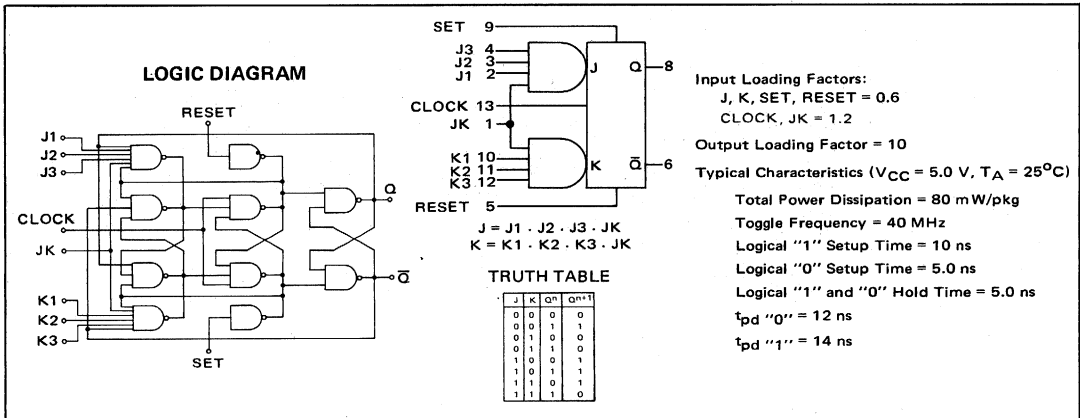 LOGIC DIAGRAM
RESET
J1
J2
J3
CLOCK
JK
K1
K2
K3
SET
Q
Q̅
SET 9
J3 4
J2 3
J1 2
CLOCK 13
JK 1
K1 10
K2 11
K3 12
RESET 5
J
K
Q 8
Q̅ 6
J = J1 · J2 · J3 · JK
K = K1 · K2 · K3 · JK
TRUTH TABLE
J K Qⁿ Qⁿ⁺¹
0 0 0 0
0 0 1 1
0 1 0 0
0 1 1 0
1 0 0 1
1 0 1 1
1 1 0 1
1 1 1 0
Input Loading Factors:
J, K, SET, RESET = 0.6
CLOCK, JK = 1.2
Output Loading Factor = 10
Typical Characteristics (VCC = 5.0 V, TA = 25°C)
Total Power Dissipation = 80 mW/pkg
Toggle Frequency = 40 MHz
Logical "1" Setup Time = 10 ns
Logical "0" Setup Time = 5.0 ns
Logical "1" and "0" Hold Time = 5.0 ns
tpd "0" = 12 ns
tpd "1" = 14 ns